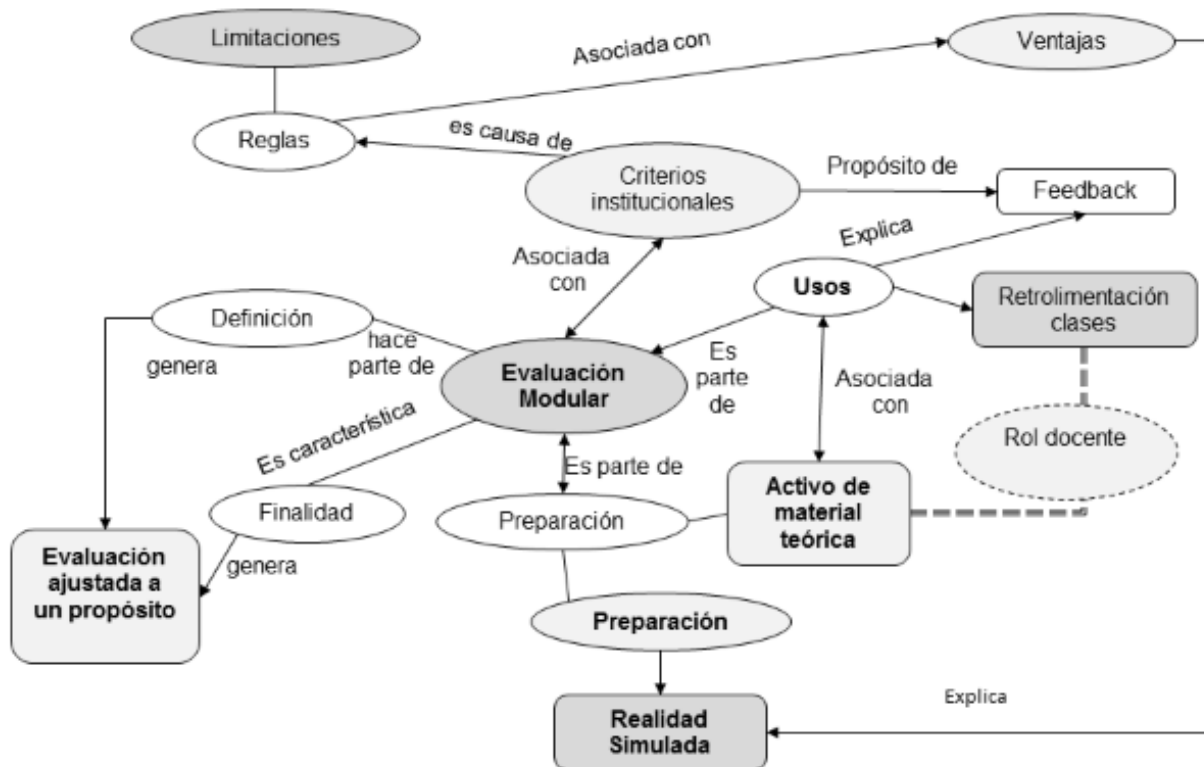 Limitaciones
Asociada con
Ventajas
Reglas
es causa de
Criterios
institucionales
Propósito de
Feedback
Explica
Asociada
con
Usos
Retrolimentación
clases
Definición
hace
parte de
genera
Evaluación
Modular
Es
parte
de
Asociada
con
Rol docente
Es característica
Es parte de
Finalidad
Preparación
Activo de
material
teórica
Evaluación
ajustada a
un propósito
genera
Preparación
Explica
Realidad
Simulada